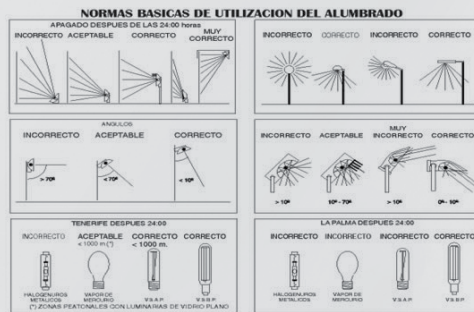 NORMAS BASICAS DE UTILIZACION DEL ALUMBRADO
APAGADO DESPUES DE LAS 24:00 horas
INCORRECTO ACEPTABLE CORRECTO MUY CORRECTO
INCORRECTO CORRECTO INCORRECTO CORRECTO
ANGULOS
INCORRECTO ACEPTABLE CORRECTO
> 70º < 70º < 10º
INCORRECTO ACEPTABLE MUY INCORRECTO CORRECTO
> 10º 10º - 70º > 10º 0º - 10º
TENERIFE DESPUES 24:00
INCORRECTO ACEPTABLE CORRECTO CORRECTO
< 1000 m.(*) < 1000 m.
HALOGENUROS METALICOS VAPOR DE MERCURIO V.S.A.P. V.S.B.P.
(*) ZONAS PEATONALES CON LUMINARIAS DE VIDRIO PLANO
LA PALMA DESPUES 24:00
INCORRECTO INCORRECTO INCORRECTO CORRECTO
HALOGENUROS METALICOS VAPOR DE MERCURIO V.S.A.P. V.S.B.P.